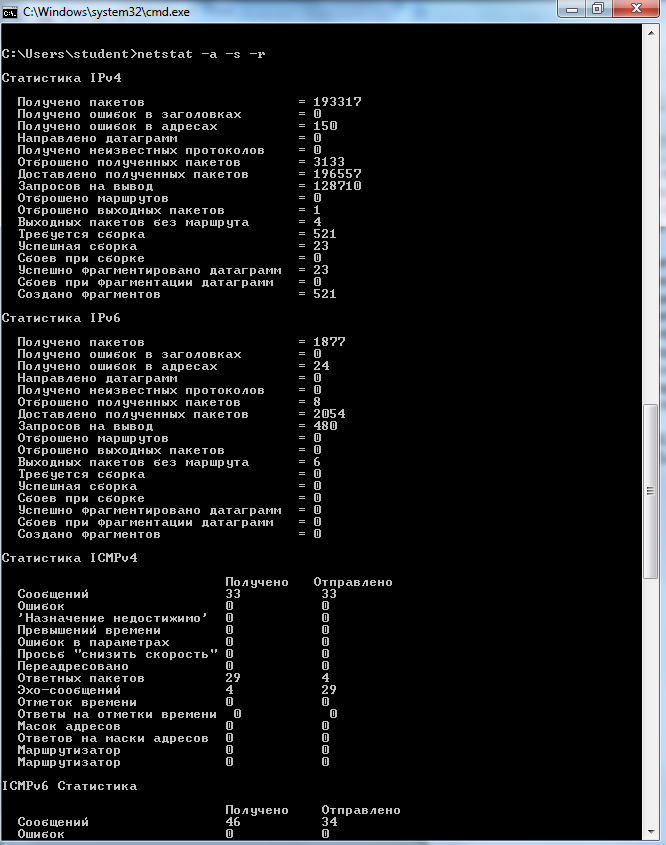 C:\Windows\system32\cmd.exe
C:\Users\student>netstat -a -s -r
Статистика IPv4
Получено пакетов = 193317
Получено ошибок в заголовках = 0
Получено ошибок в адресах = 150
Направлено датаграмм = 0
Получено неизвестных протоколов = 0
Отброшено полученных пакетов = 3133
Доставлено полученных пакетов = 196557
Запросов на вывод = 128710
Отброшено маршрутов = 0
Отброшено выходных пакетов = 1
Выходных пакетов без маршрута = 4
Требуется сборка = 521
Успешная сборка = 23
Сбоев при сборке = 0
Успешно фрагментировано датаграмм = 23
Сбоев при фрагментации датаграмм = 0
Создано фрагментов = 521
Статистика IPv6
Получено пакетов = 1877
Получено ошибок в заголовках = 0
Получено ошибок в адресах = 24
Направлено датаграмм = 0
Получено неизвестных протоколов = 0
Отброшено полученных пакетов = 8
Доставлено полученных пакетов = 2054
Запросов на вывод = 480
Отброшено маршрутов = 0
Отброшено выходных пакетов = 0
Выходных пакетов без маршрута = 6
Требуется сборка = 0
Успешная сборка = 0
Сбоев при сборке = 0
Успешно фрагментировано датаграмм = 0
Сбоев при фрагментации датаграмм = 0
Создано фрагментов = 0
Статистика ICMPv4
Получено Отправлено
Сообщений 33 33
Ошибок 0 0
'Назначение недостижимо' 0 0
Превышений времени 0 0
Ошибок в параметрах 0 0
Просьб "снизить скорость" 0 0
Переадресовано 0 0
Ответных пакетов 29 4
Эхо-сообщений 4 29
Отметок времени 0 0
Ответы на отметки времени 0 0
Масок адресов 0 0
Ответов на маски адресов 0 0
Маршрутизатор 0 0
Маршрутизатор 0 0
ICMPv6 Статистика
Получено Отправлено
Сообщений 46 34
Ошибок 0 0